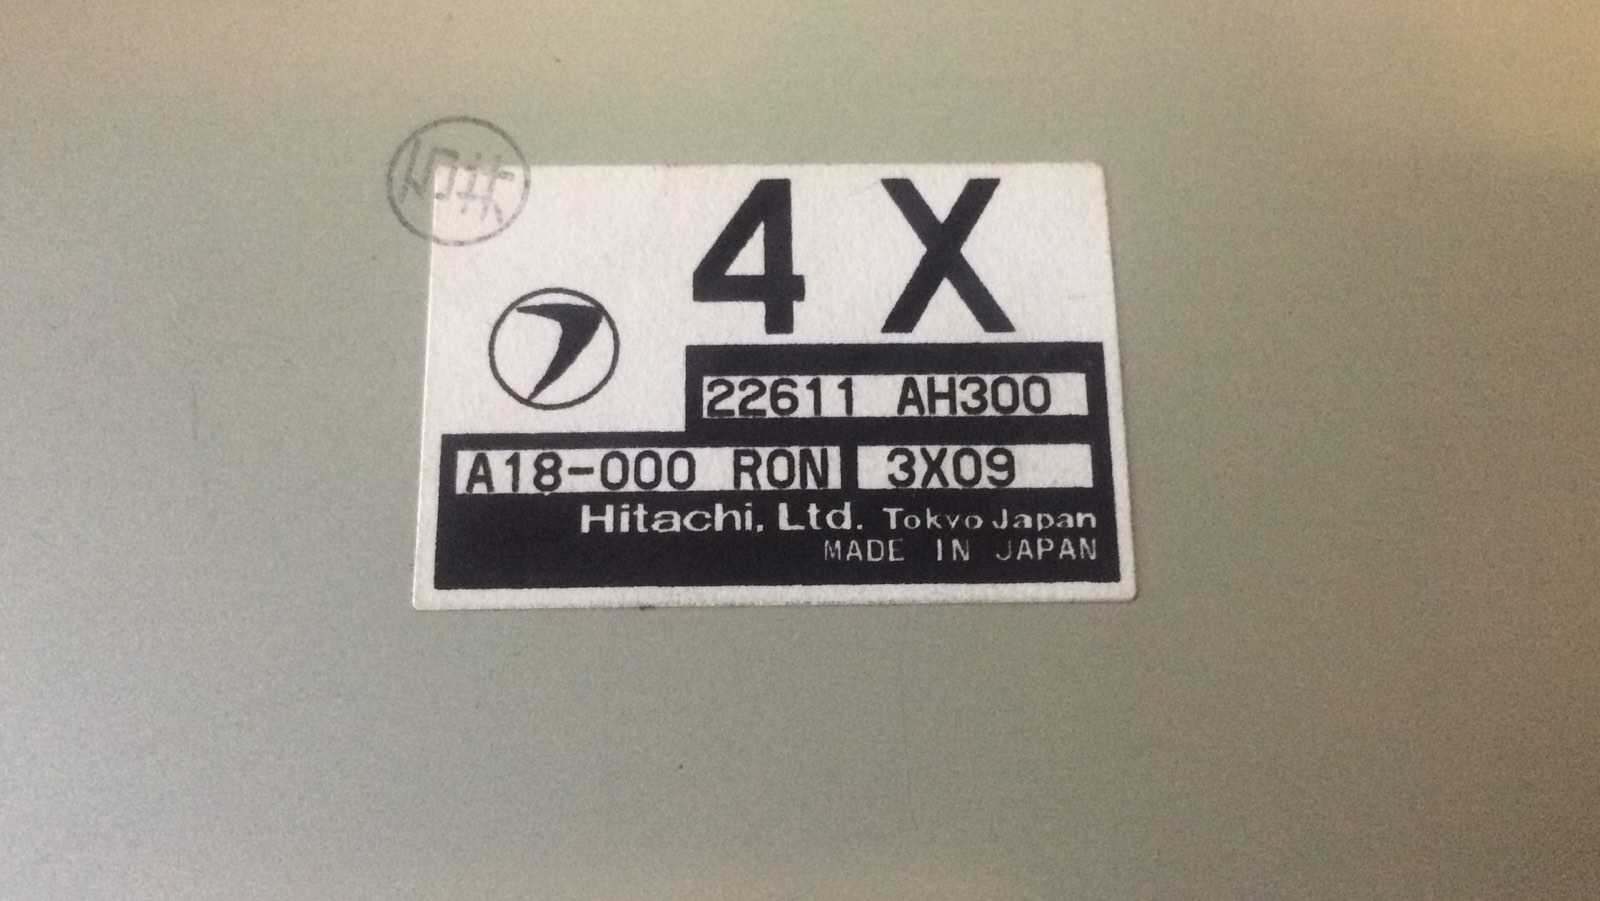 4 X
22611 AH300
A18-000 RON 3X09
Hitachi, Ltd. Tokyo Japan
MADE IN JAPAN